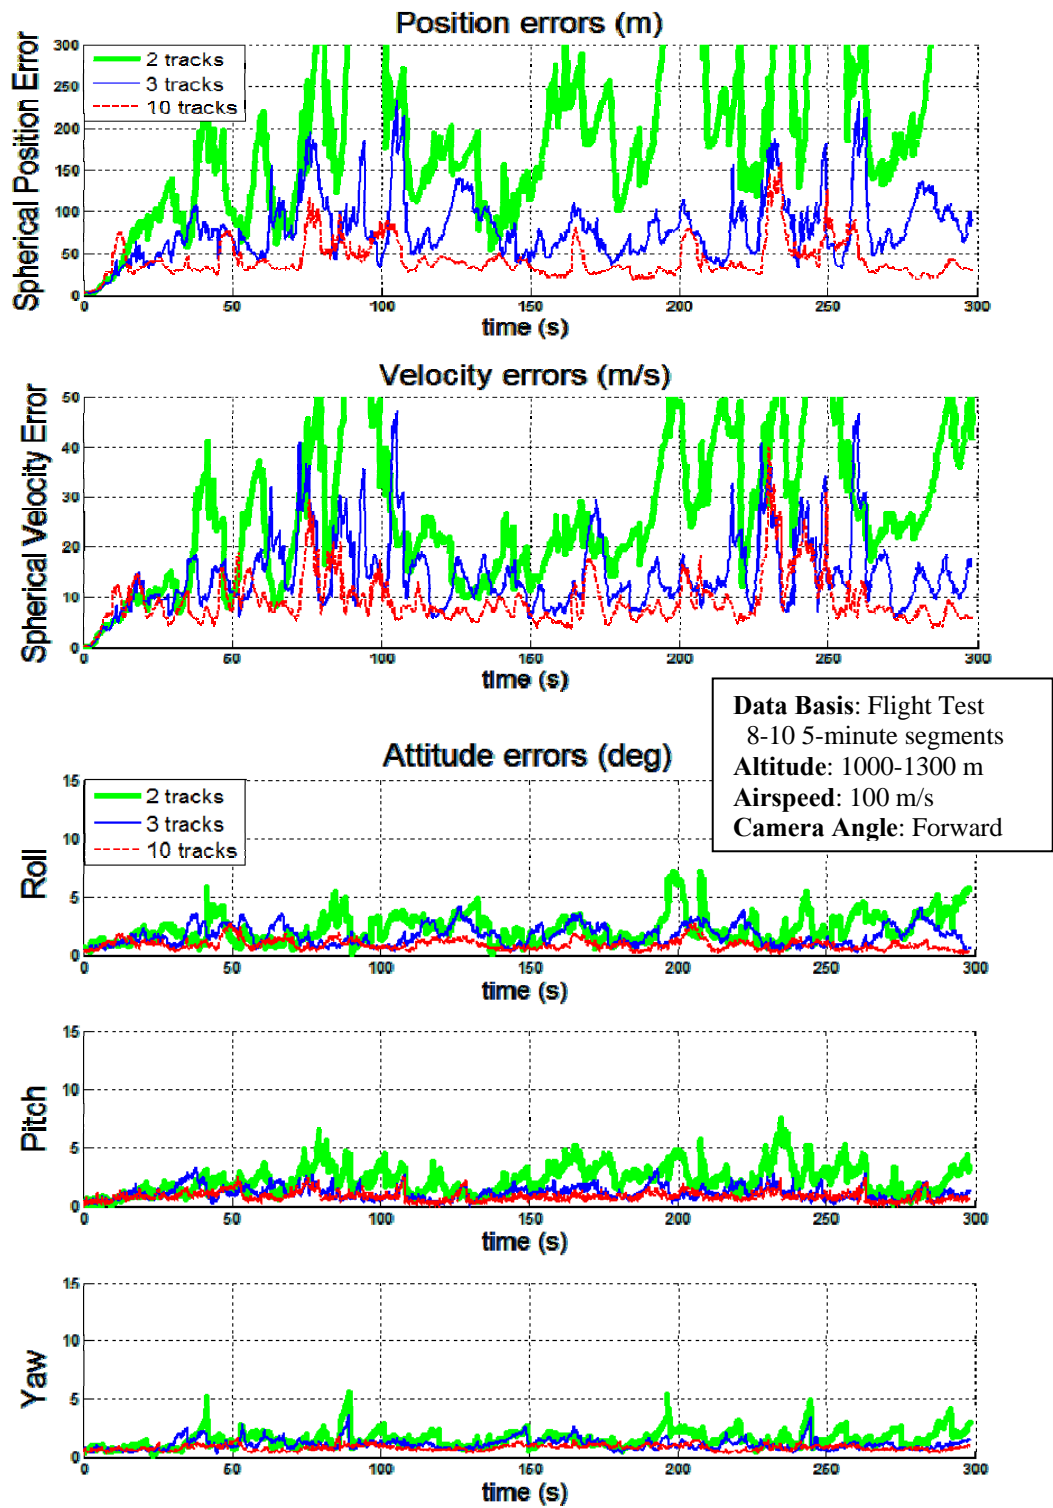 Position errors (m)
Spherical Position Error
300
250
200
150
100
50
0
2 tracks
3 tracks
10 tracks
0 50 100 150 200 250 300
time (s)
Velocity errors (m/s)
Spherical Velocity Error
50
40
30
20
10
0
0 50 100 150 200 250 300
time (s)
Data Basis: Flight Test
8-10 5-minute segments
Altitude: 1000-1300 m
Airspeed: 100 m/s
Camera Angle: Forward
Attitude errors (deg)
Roll
15
10
5
0
2 tracks
3 tracks
10 tracks
0 50 100 150 200 250 300
time (s)
Pitch
15
10
5
0
0 50 100 150 200 250 300
time (s)
Yaw
15
10
5
0
0 50 100 150 200 250 300
time (s)